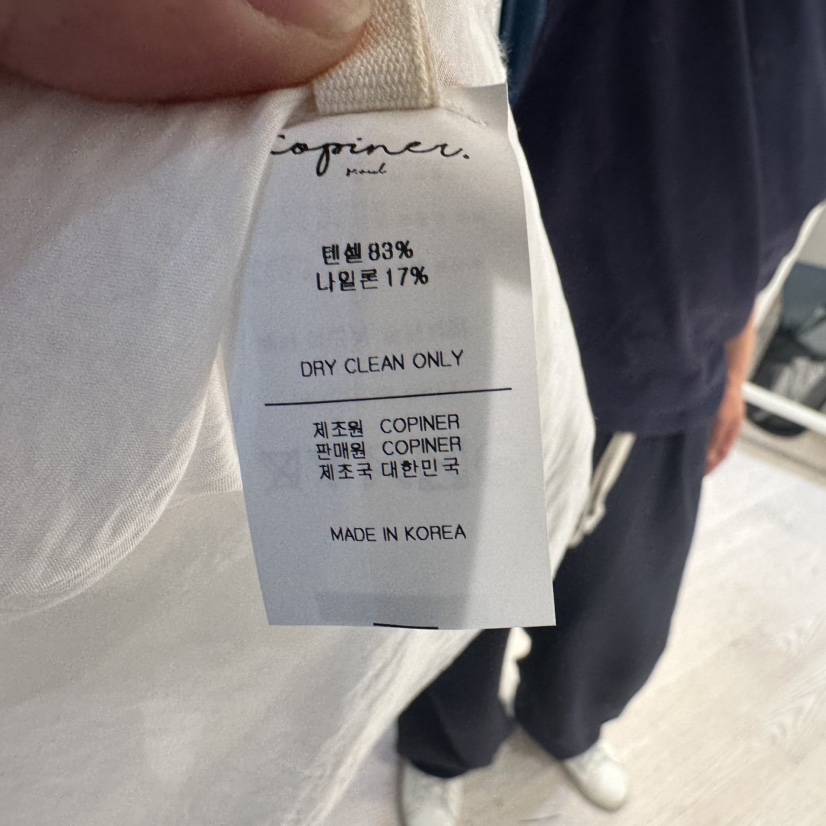 Copiner.
Seoul
텐셀 83%
나일론 17%
DRY CLEAN ONLY
제조원 COPINER
판매원 COPINER
제조국 대한민국
MADE IN KOREA